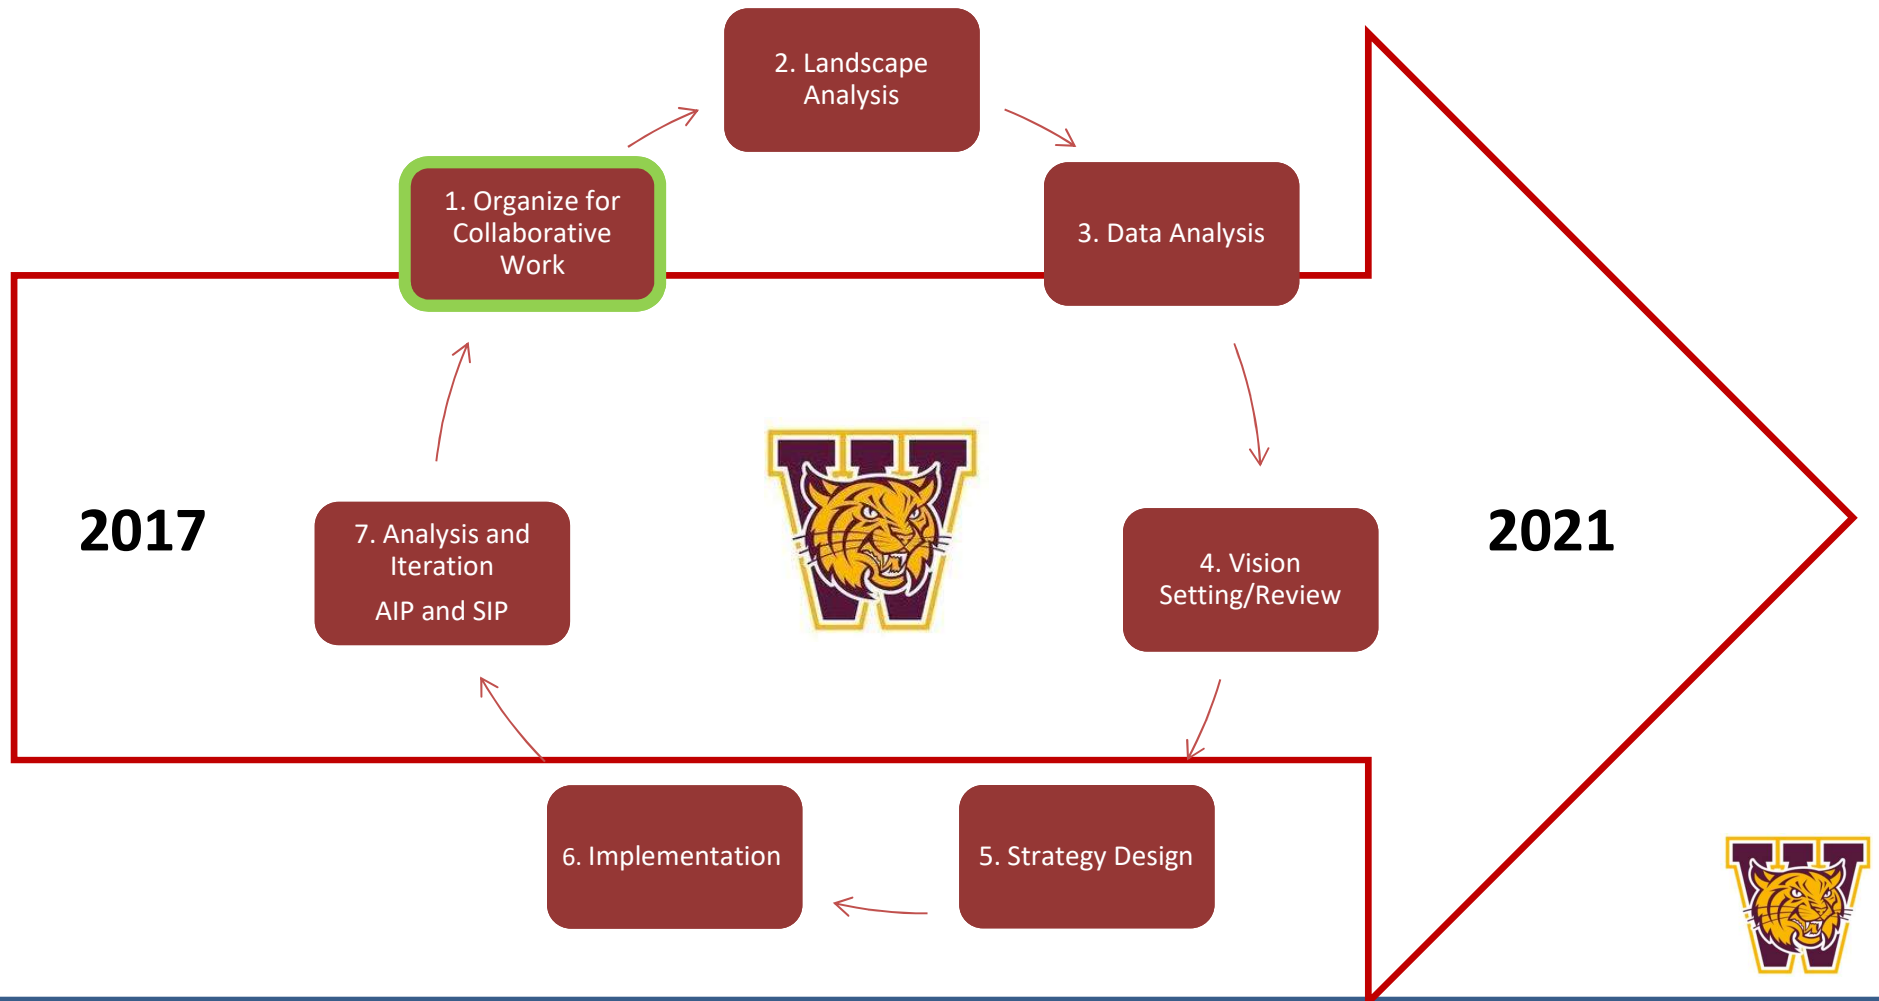 2. Landscape
Analysis
1. Organize for
Collaborative
Work
3. Data Analysis
2017
7. Analysis and
Iteration
AIP and SIP
W
4. Vision
Setting/Review
2021
6. Implementation
5. Strategy Design
W